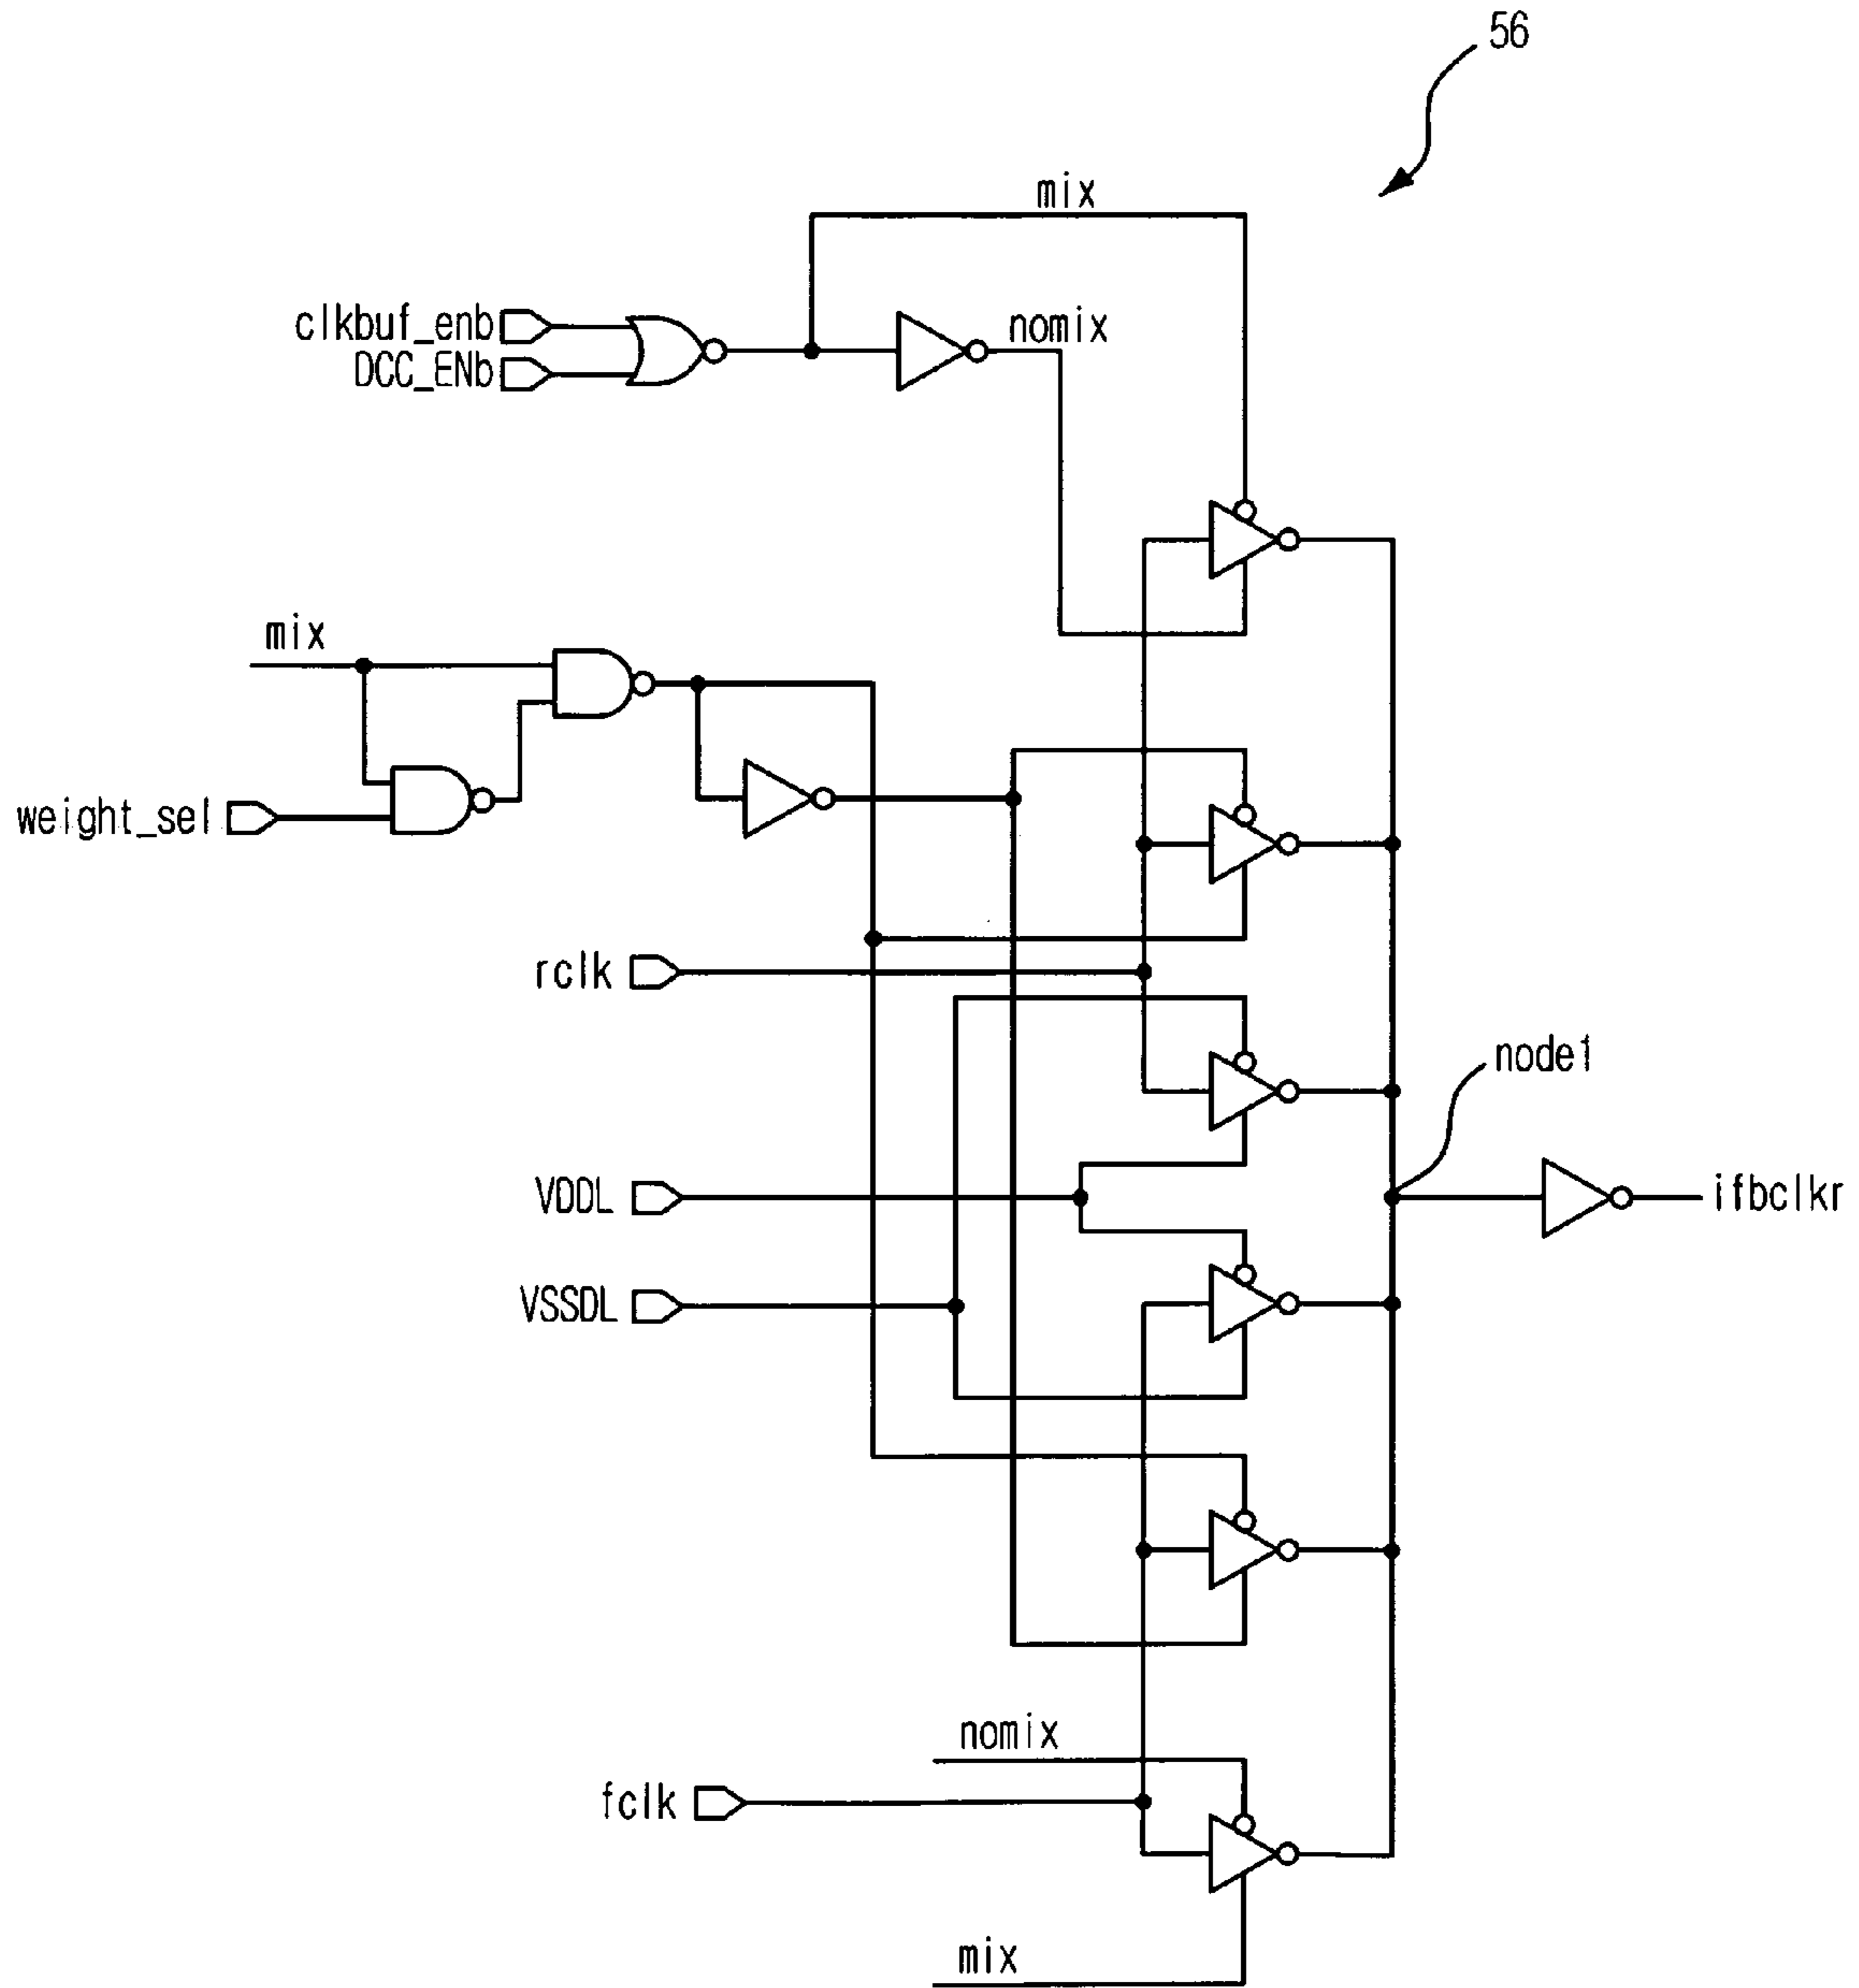 56
mix
clkbuf_enb
nomix
DCC_ENb
mix
weight_sel
rclk
node1
VDDL
ifbclkr
VSSDL
nomix
fclk
mix